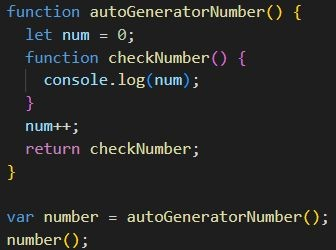 function autoGeneratorNumber() {
  let num = 0;
  function checkNumber() {
    console.log(num);
  }
  num++;
  return checkNumber;
}

var number = autoGeneratorNumber();
number();